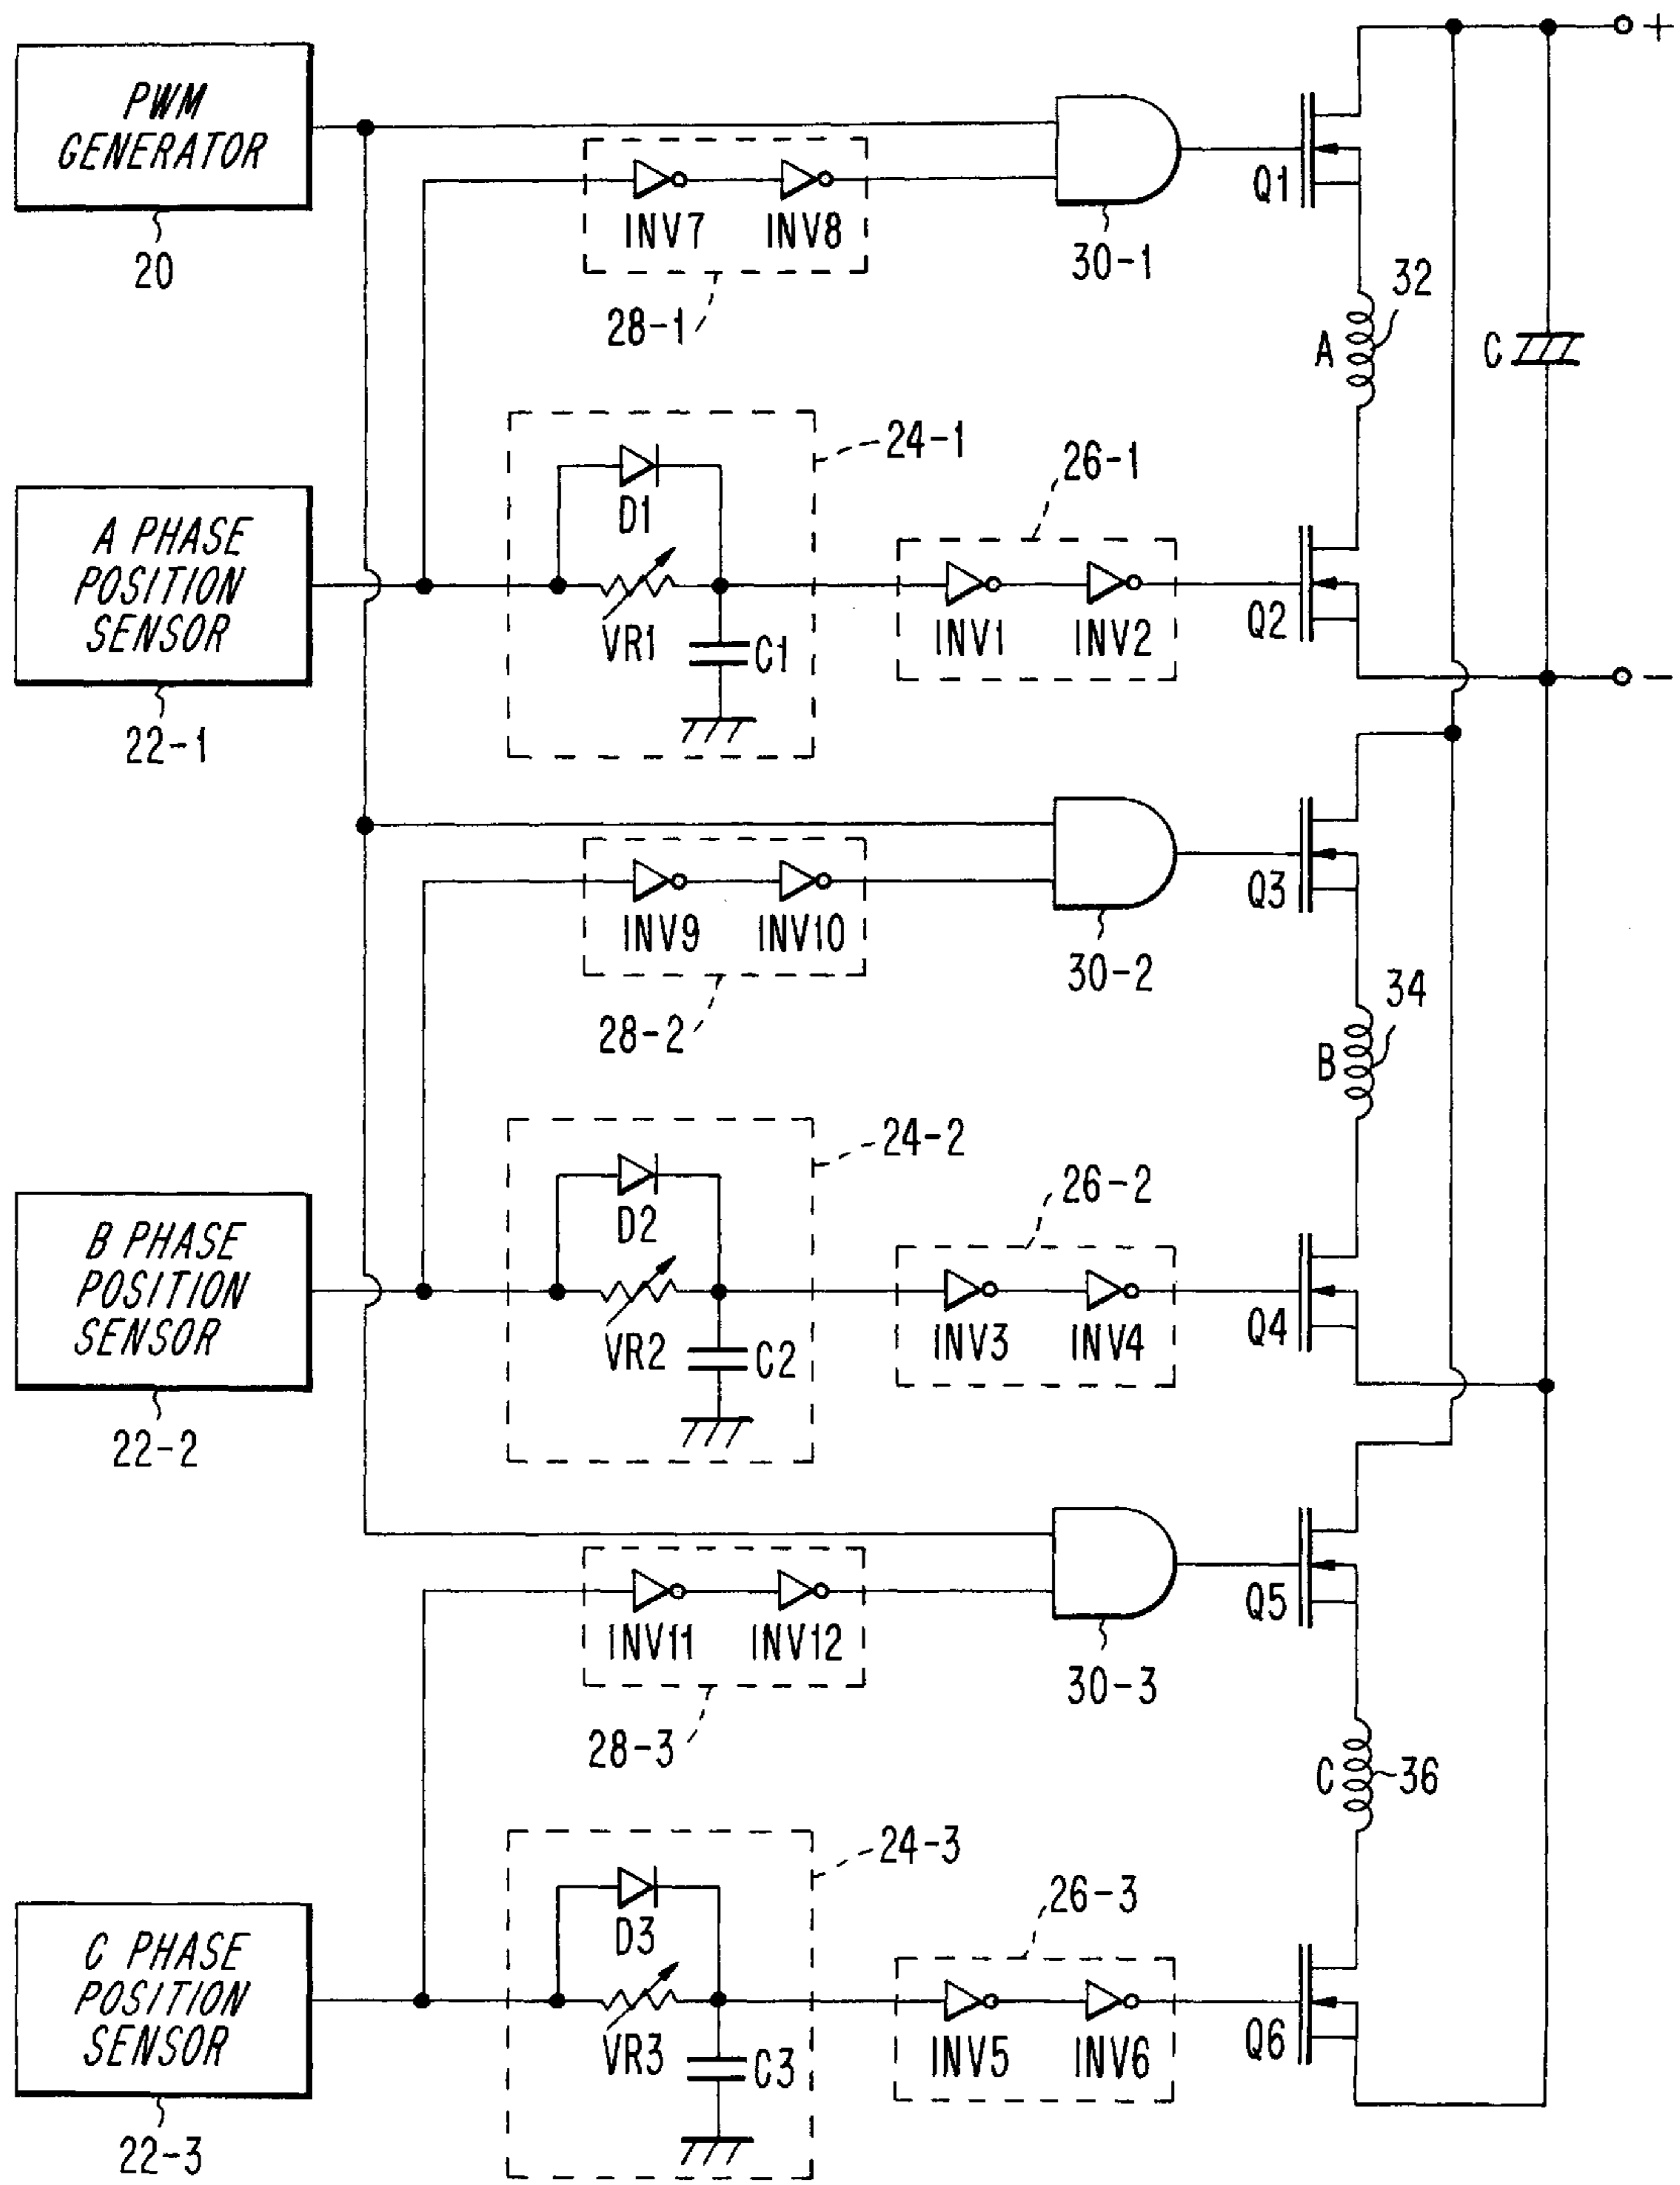 +
PWM
GENERATOR
20
INV7
INV8
28-1
30-1
Q1
32
A
C
24-1
D1
VR1
C1
26-1
INV1
INV2
Q2
−
A PHASE
POSITION
SENSOR
22-1
INV9
INV10
28-2
30-2
Q3
34
B
24-2
D2
VR2
C2
26-2
INV3
INV4
Q4
B PHASE
POSITION
SENSOR
22-2
INV11
INV12
28-3
30-3
Q5
C
36
24-3
D3
VR3
C3
26-3
INV5
INV6
Q6
C PHASE
POSITION
SENSOR
22-3